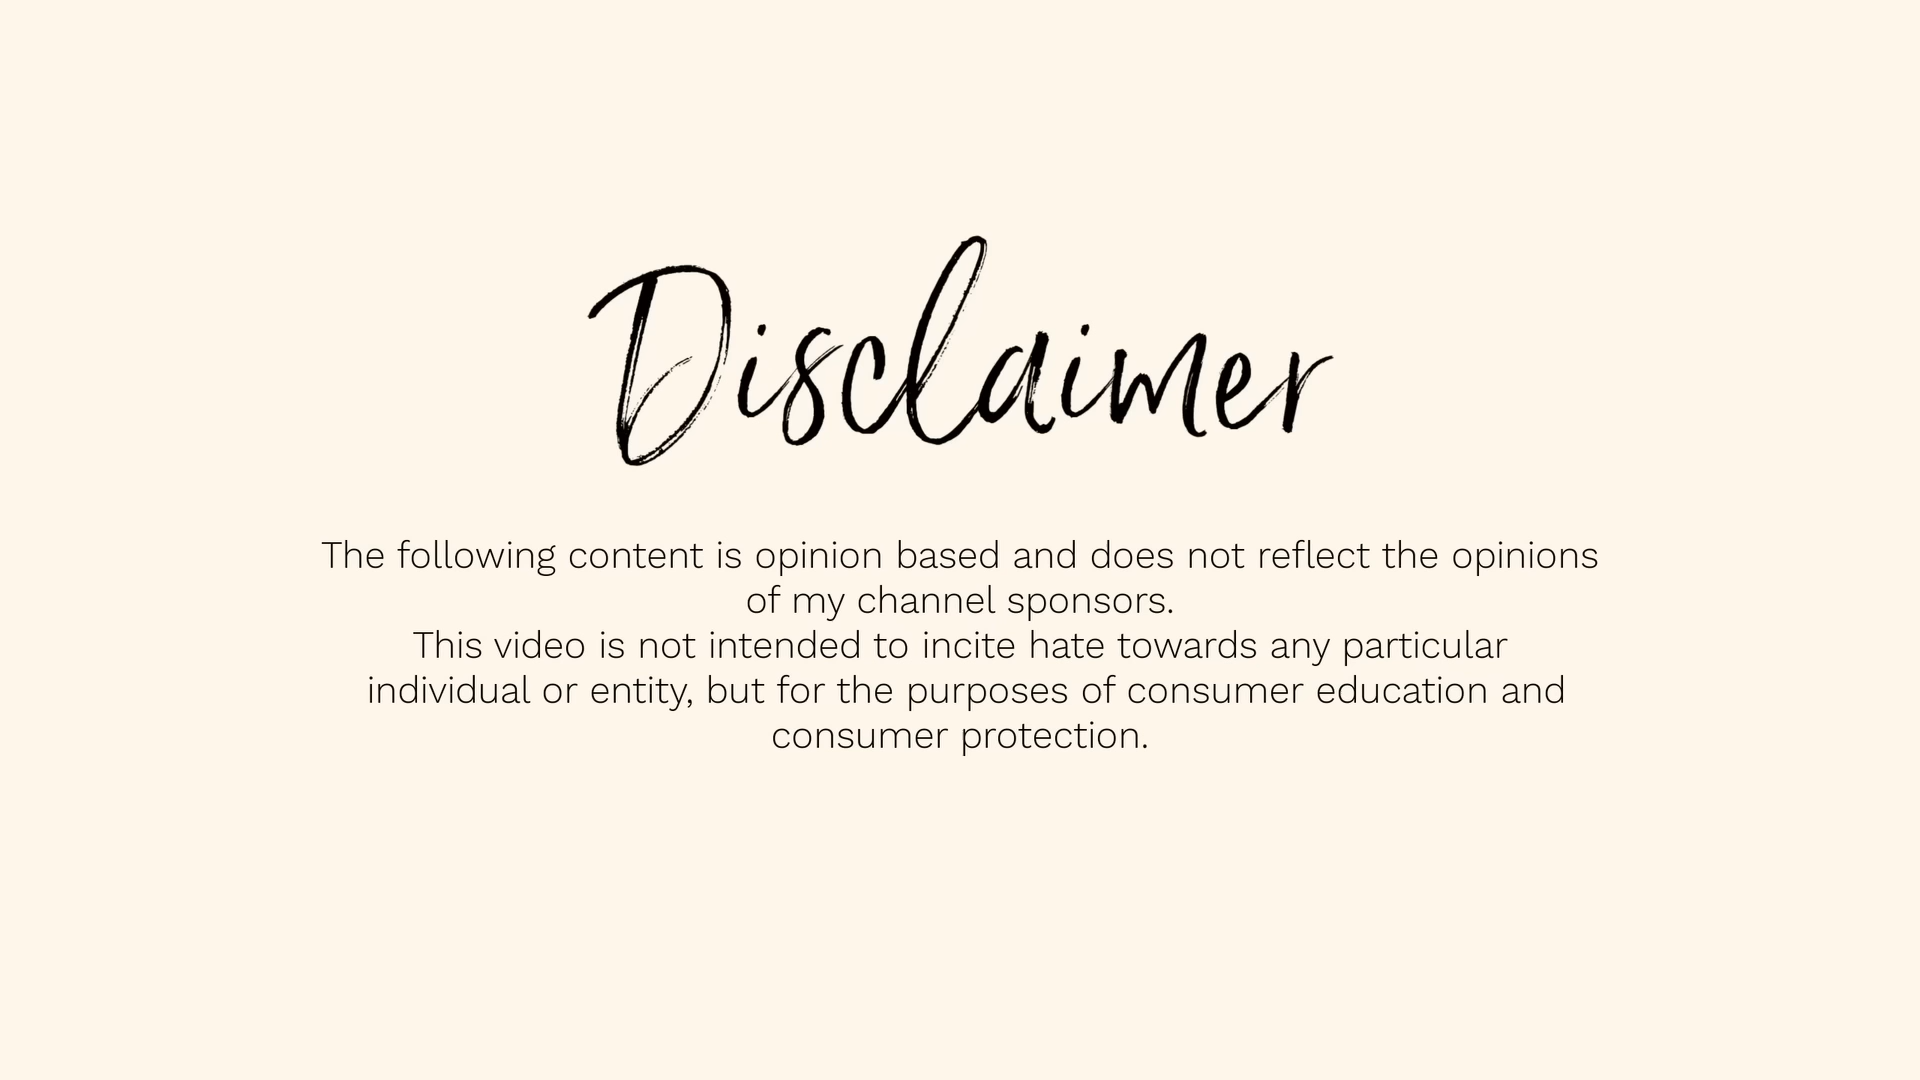 Disclaimer
The following content is opinion based and does not reflect the opinions
of my channel sponsors.
This video is not intended to incite hate towards any particular
individual or entity, but for the purposes of consumer education and
consumer protection.